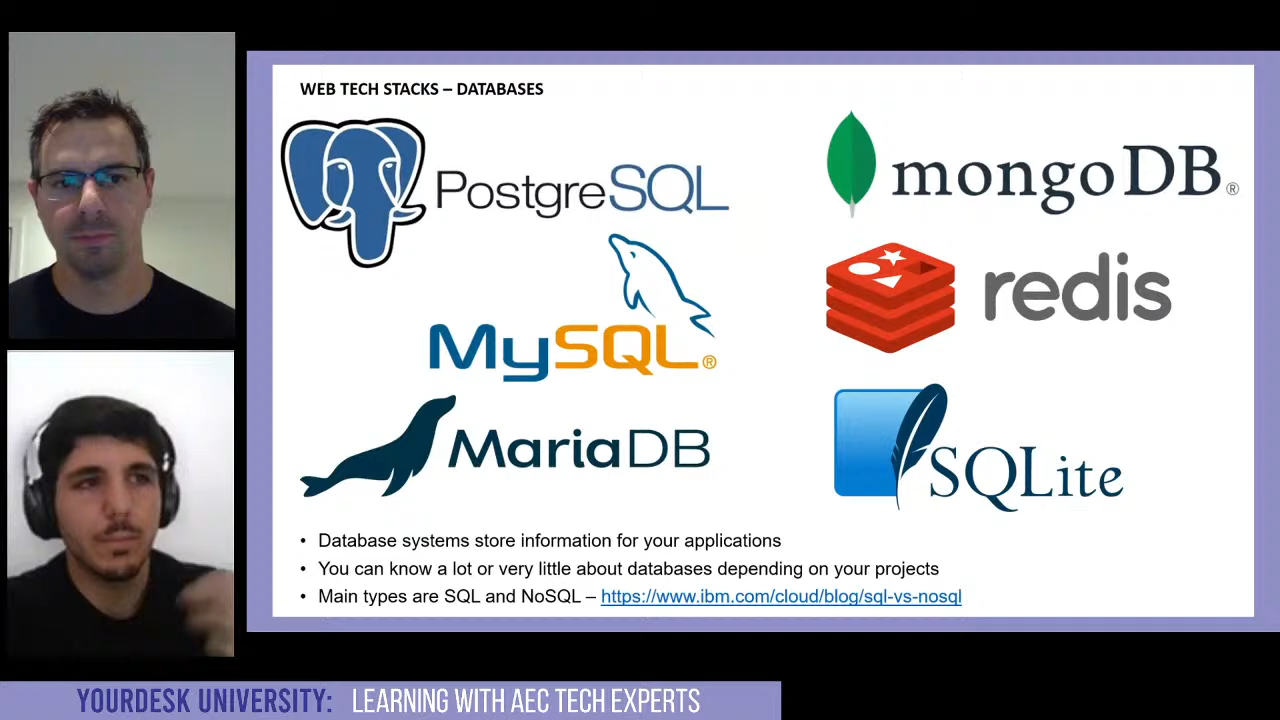 WEB TECH STACKS – DATABASES
PostgreSQL
mongoDB®
redis
MySQL®
MariaDB
SQLite
• Database systems store information for your applications
• You can know a lot or very little about databases depending on your projects
• Main types are SQL and NoSQL – https://www.ibm.com/cloud/blog/sql-vs-nosql
YOURDESK UNIVERSITY: LEARNING WITH AEC TECH EXPERTS